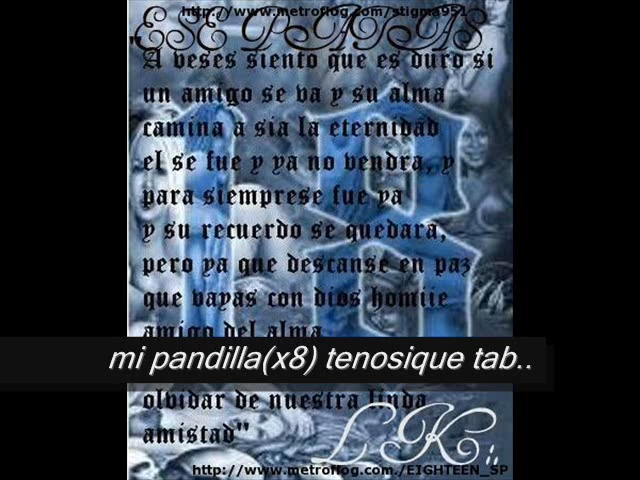 http://www.metroflog.com/stigma951
"ESE PAIPAS
A veses siento que es duro si
un amigo se va y su alma
camina a sia la eternidad
el se fue y ya no vendra, y
para siemprese fue ya
y su recuerdo se quedara,
pero ya que descanse en paz
que vayas con dios homiie
amigo del alma
mi pandilla(x8) tenosique tab..
olvidar de nuestra linda
amistad"
LK:.
18
http://www.metroflog.com./EIGHTEEN_SP